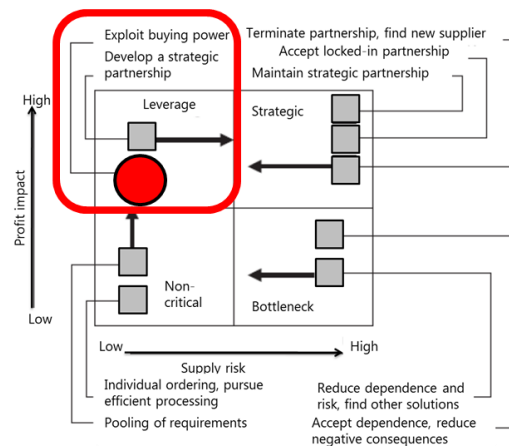 Exploit buying power
Develop a strategic
partnership
Terminate partnership, find new supplier
Accept locked-in partnership
Maintain strategic partnership
High
Leverage
Strategic
Profit impact
Non-
critical
Bottleneck
Low
Low
High
Supply risk
Individual ordering, pursue
efficient processing
Pooling of requirements
Reduce dependence and
risk, find other solutions
Accept dependence, reduce
negative consequences